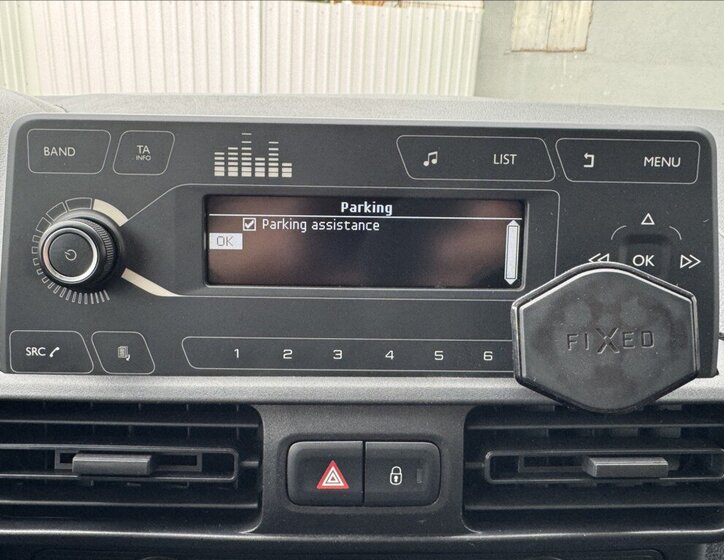 BAND
TA
INFO
LIST
MENU
Parking
Parking assistance
OK
OK
SRC
1 2 3 4 5 6
FIXED